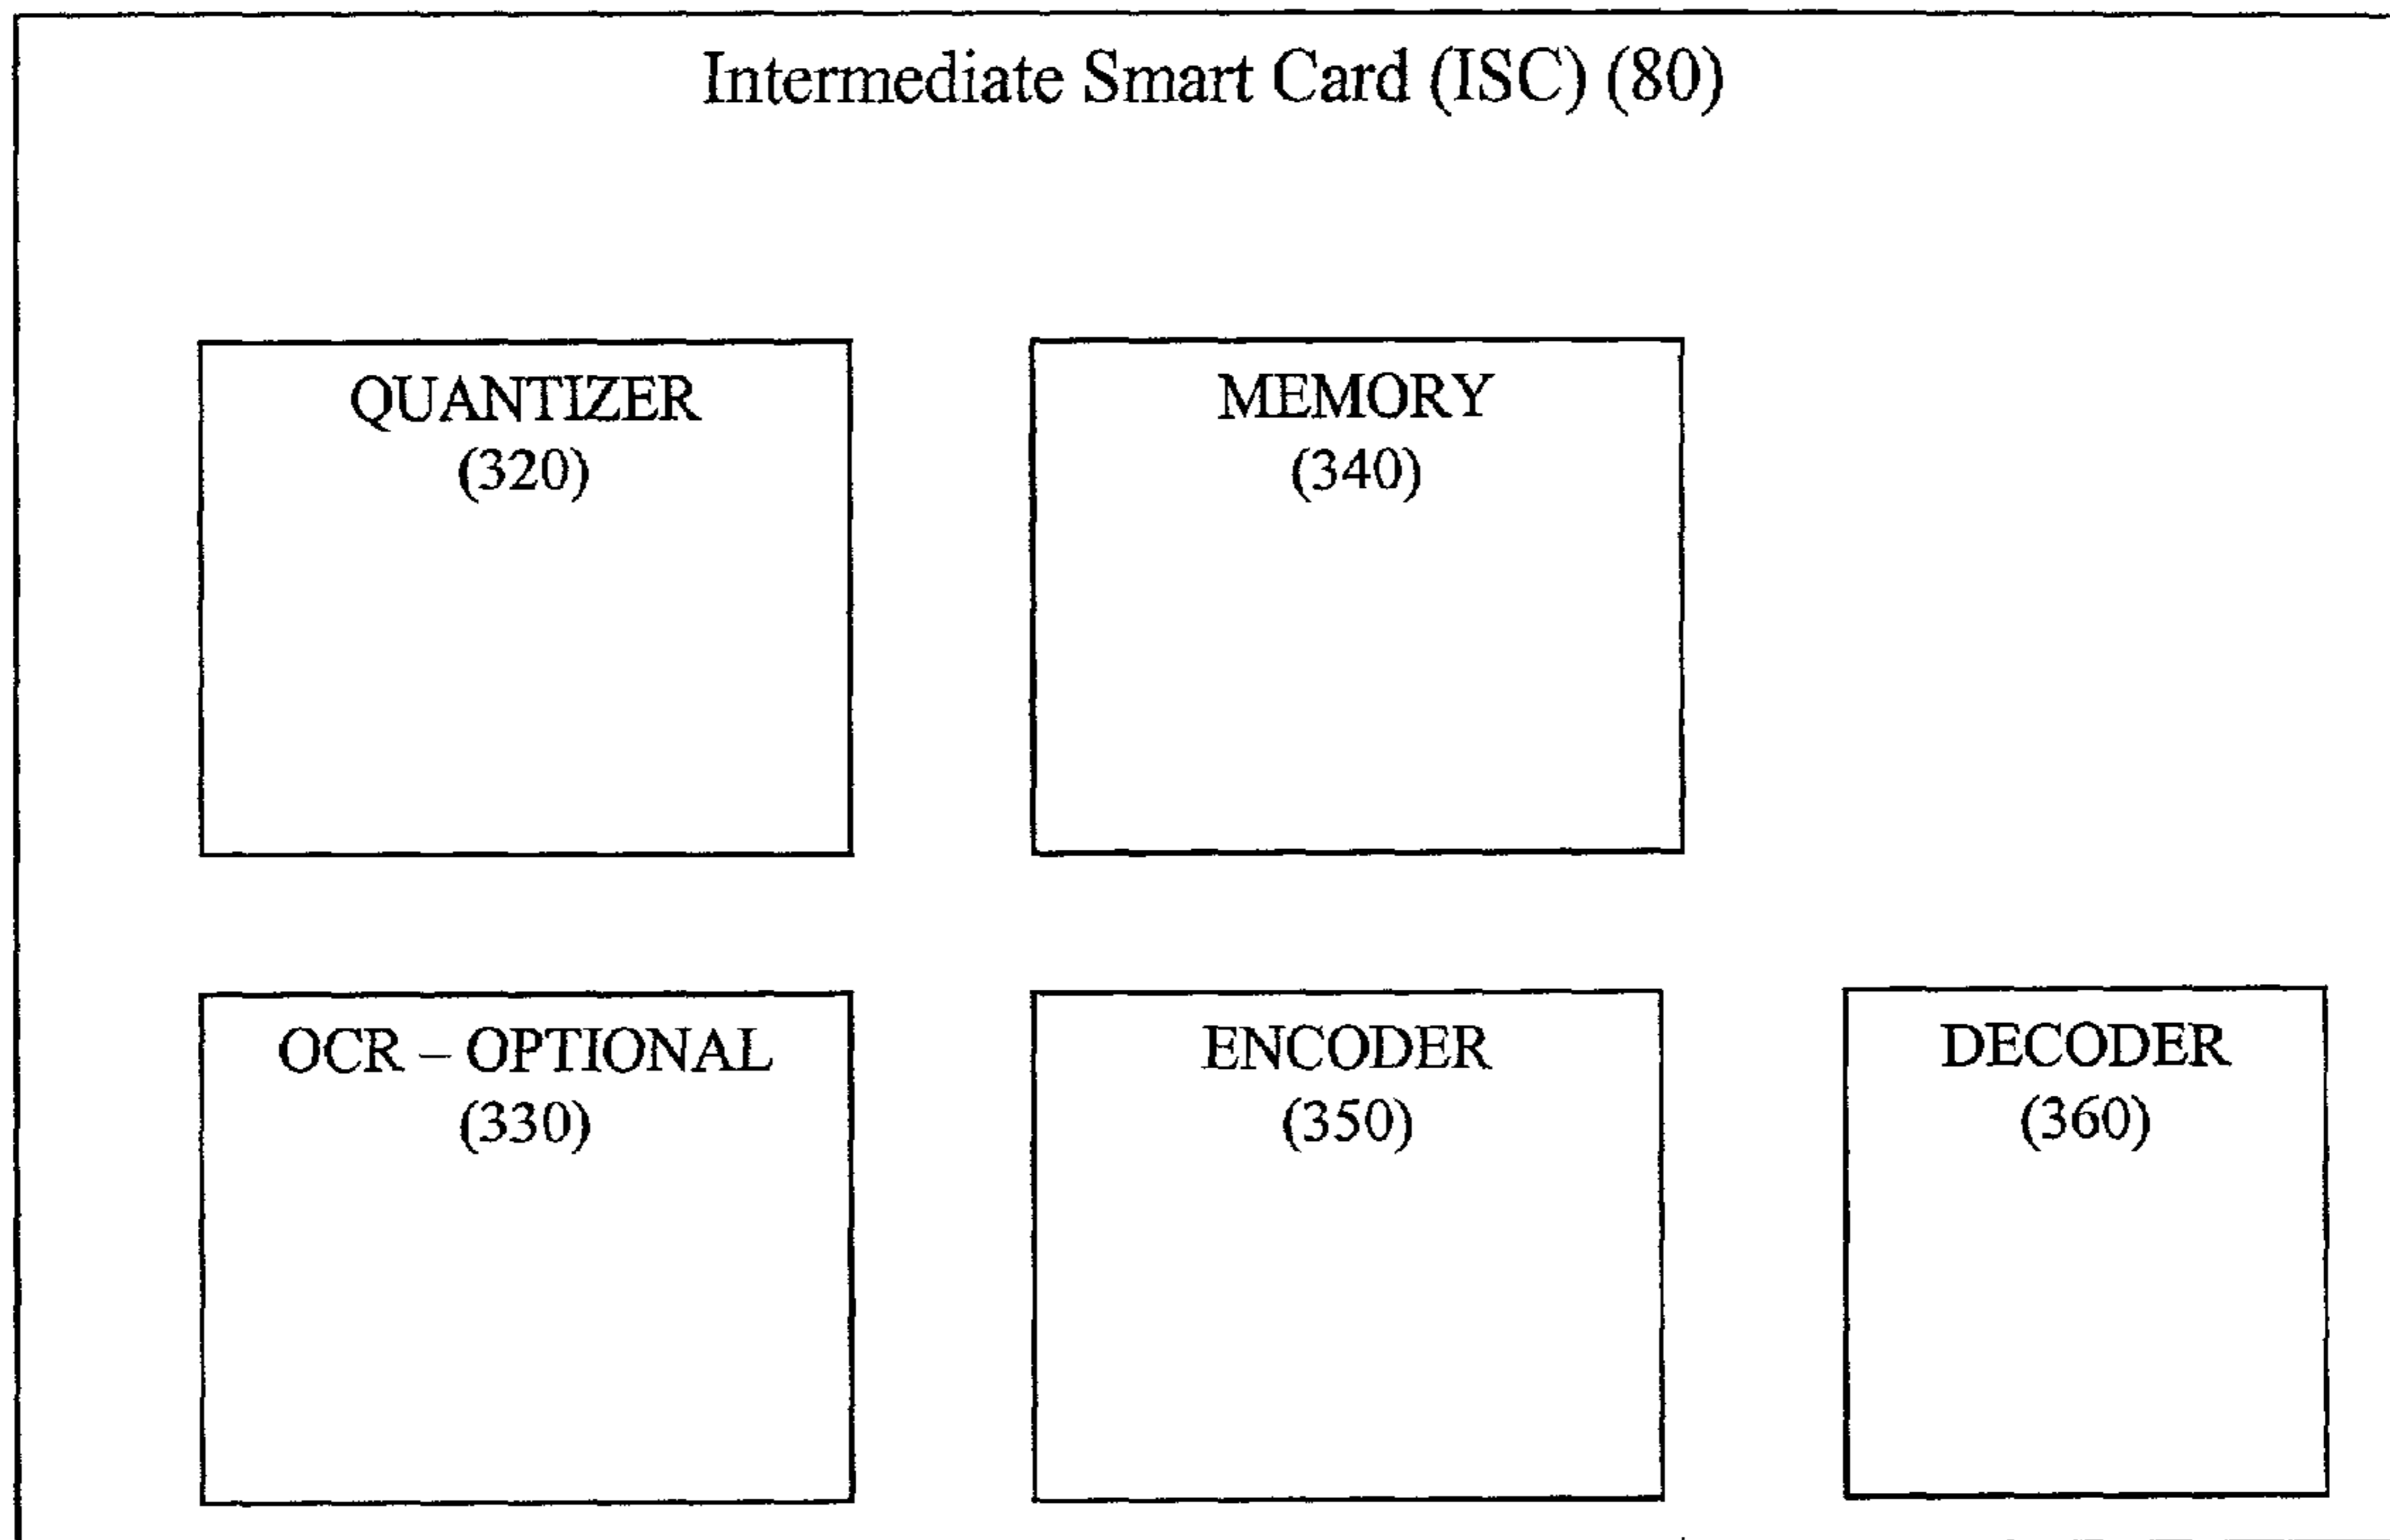 Intermediate Smart Card (ISC) (80)
QUANTIZER
(320)
MEMORY
(340)
OCR – OPTIONAL
(330)
ENCODER
(350)
DECODER
(360)